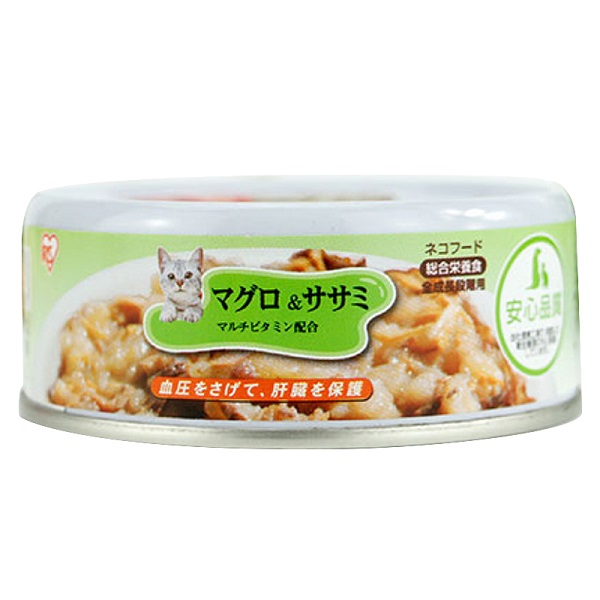 ネコフード
総合栄養食
全成長段階用
マグロ&ササミ
マルチビタミン配合
血圧をさげて、肝臓を保護
安心品質